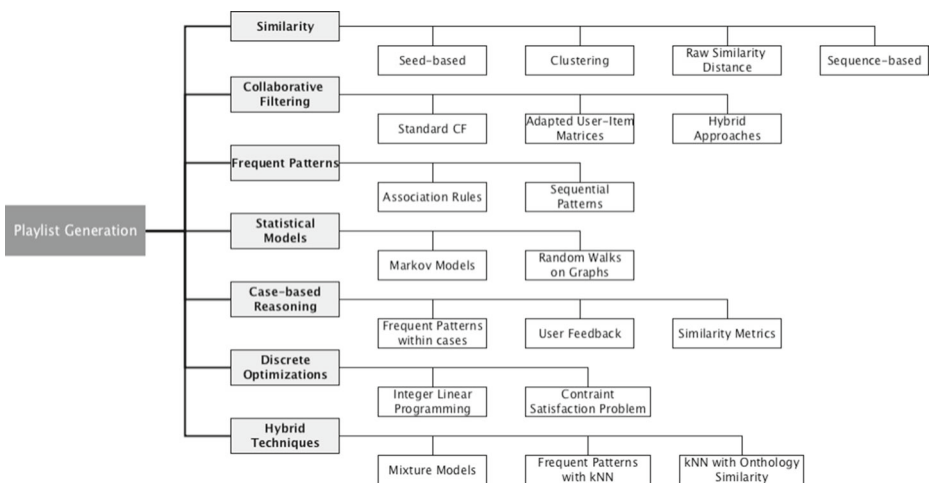 Similarity
Seed-based
Clustering
Raw Similarity
Distance
Sequence-based
Collaborative
Filtering
Standard CF
Adapted User-Item
Matrices
Hybrid
Approaches
Frequent Patterns
Association Rules
Sequential
Patterns
Playlist Generation
Statistical
Models
Markov Models
Random Walks
on Graphs
Case-based
Reasoning
Frequent Patterns
within cases
User Feedback
Similarity Metrics
Discrete
Optimizations
Integer Linear
Programming
Contraint
Satisfaction Problem
Hybrid
Techniques
Mixture Models
Frequent Patterns
with kNN
kNN with Onthology
Similarity